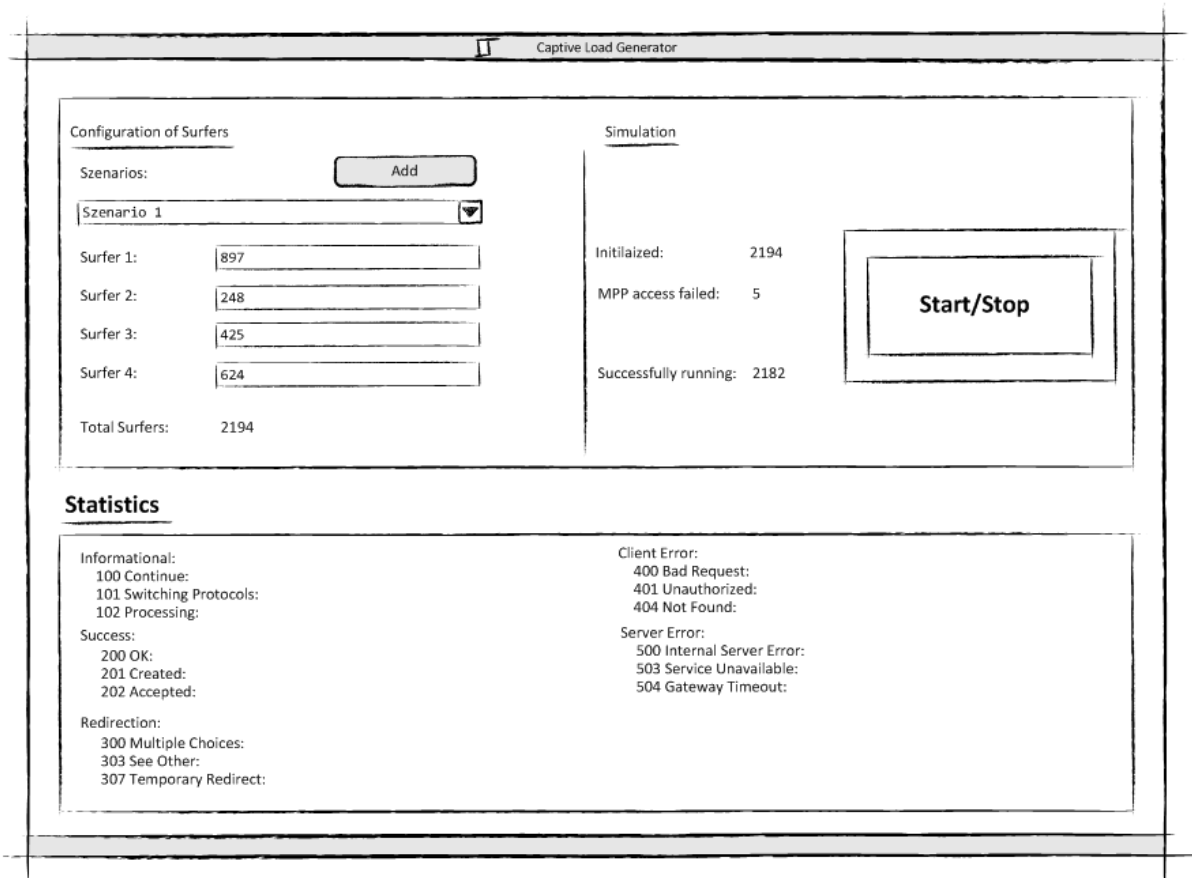 Captive Load Generator
Configuration of Surfers
Szenarios:
Add
Szenario 1
Surfer 1:
897
Surfer 2:
248
Surfer 3:
425
Surfer 4:
624
Total Surfers:
2194
Simulation
Initilaized:
2194
MPP access failed:
5
Successfully running:
2182
Start/Stop
Statistics
Informational:
100 Continue:
101 Switching Protocols:
102 Processing:
Success:
200 OK:
201 Created:
202 Accepted:
Redirection:
300 Multiple Choices:
303 See Other:
307 Temporary Redirect:
Client Error:
400 Bad Request:
401 Unauthorized:
404 Not Found:
Server Error:
500 Internal Server Error:
503 Service Unavailable:
504 Gateway Timeout: